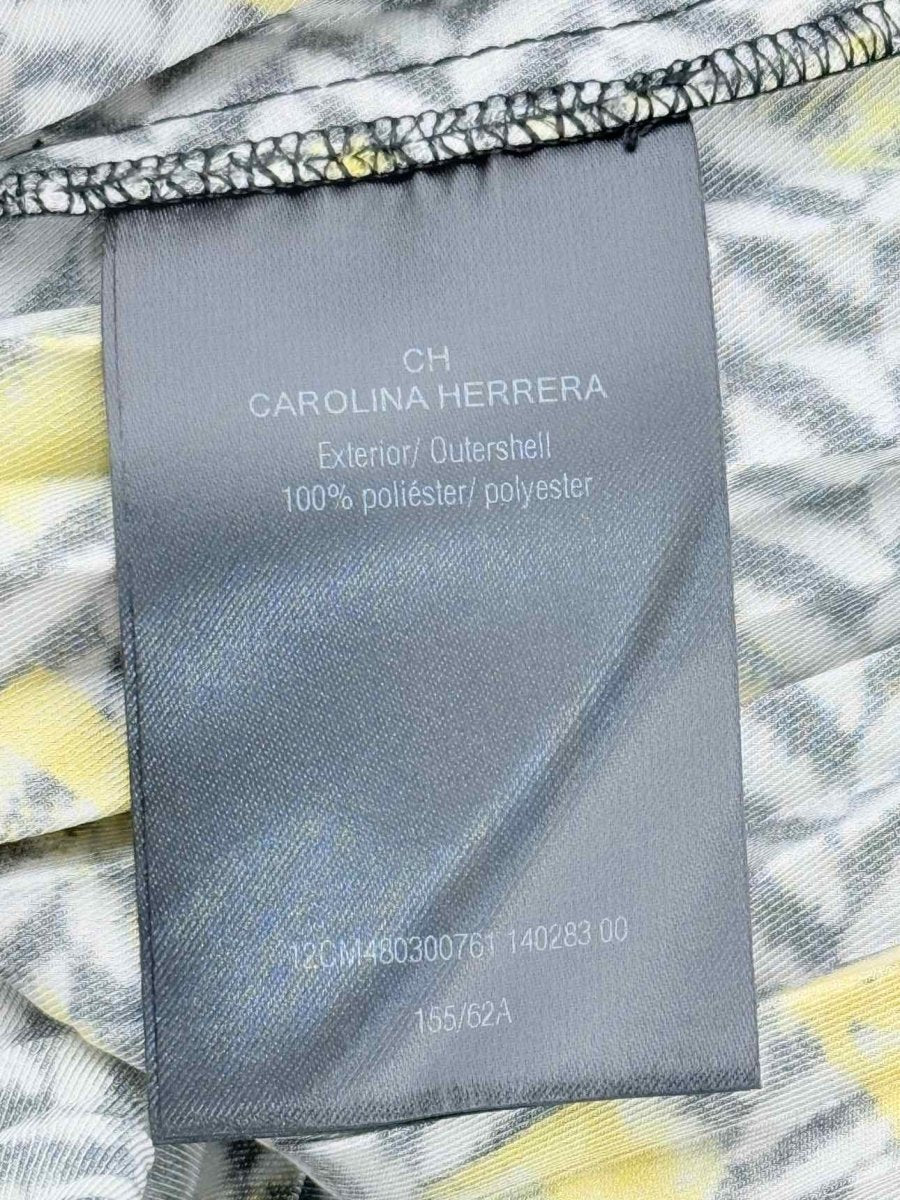 CH
CAROLINA HERRERA
Exterior/ Outershell
100% poliéster/ polyester
12CM480300761 140283 00
155/62A